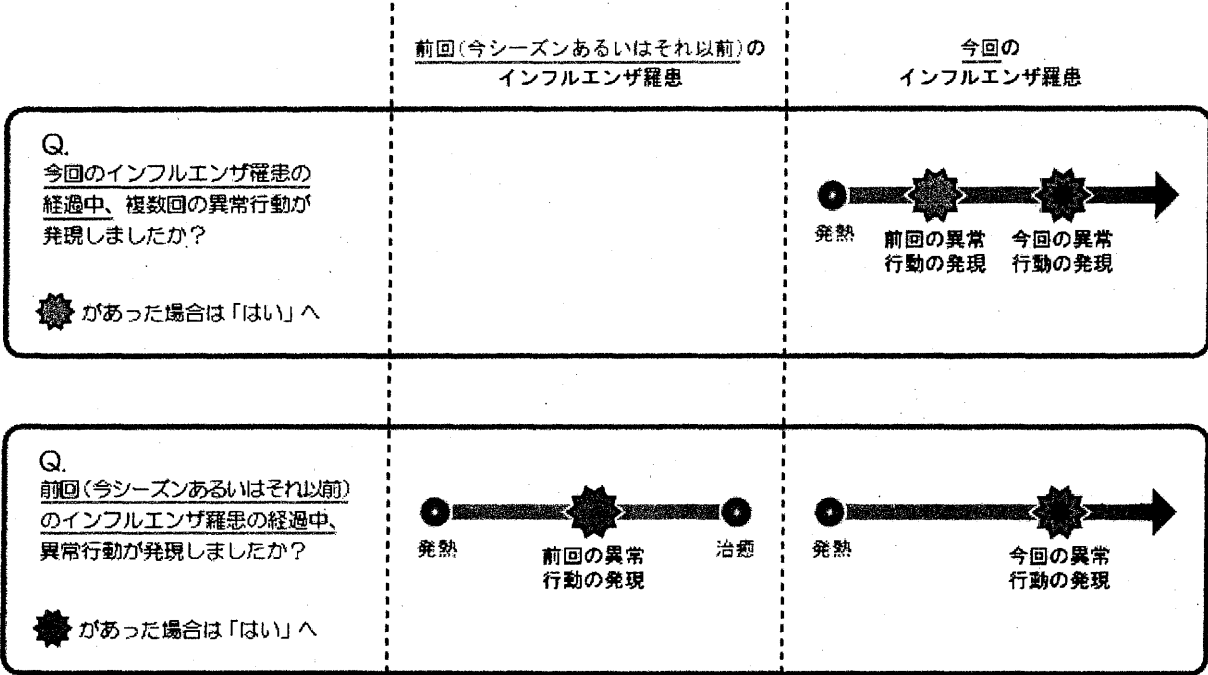 前回(今シーズンあるいはそれ以前)の
インフルエンザ羅患
今回の
インフルエンザ羅患
Q.
今回のインフルエンザ罹患の
経過中、複数回の異常行動が
発現しましたか?
があった場合は「はい」へ
発熱
前回の異常
行動の発現
今回の異常
行動の発現
Q.
前回(今シーズンあるいはそれ以前)
のインフルエンザ羅患の経過中、
異常行動が発現しましたか?
があった場合は「はい」へ
発熱
前回の異常
行動の発現
治癒
発熱
今回の異常
行動の発現